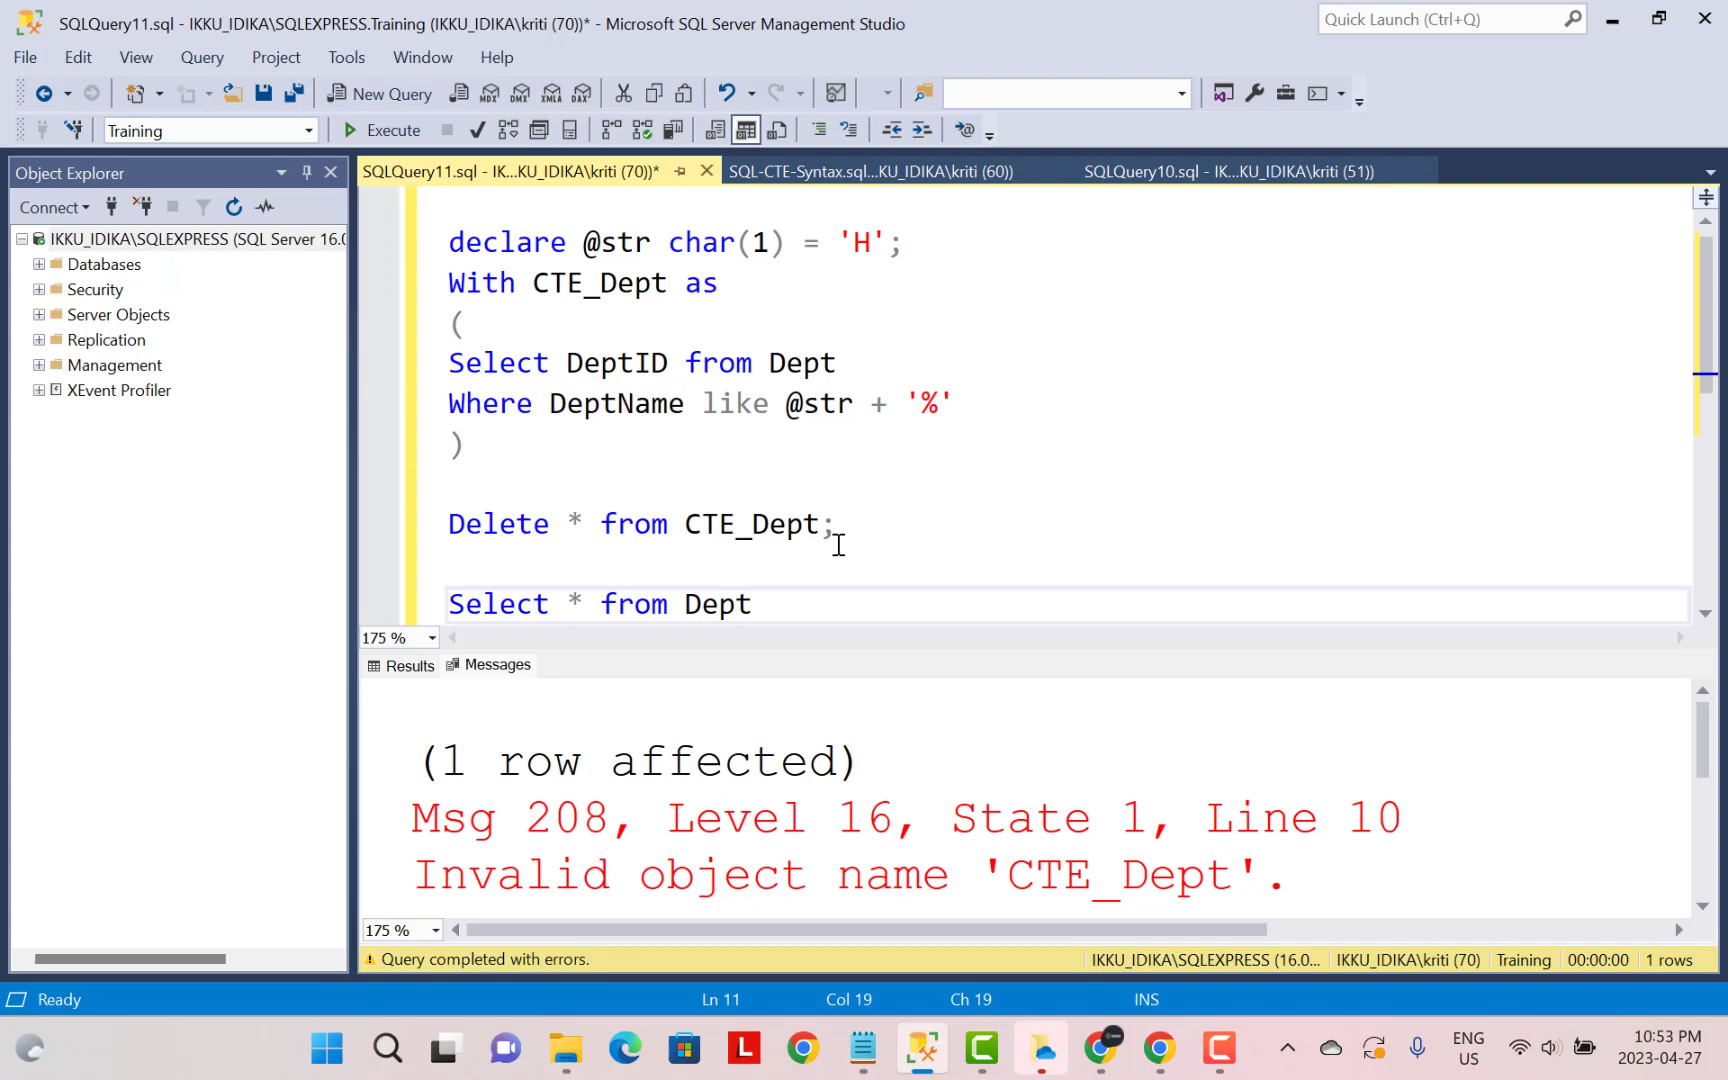 SQLQuery11.sql - IKKU_IDIKA\SQLEXPRESS.Training (IKKU_IDIKA\kriti (70))* - Microsoft SQL Server Management Studio
Quick Launch (Ctrl+Q)
File Edit View Query Project Tools Window Help
New Query MDX DMX XMLA DAX
Training Execute
Object Explorer
SQLQuery11.sql - IK...KU_IDIKA\kriti (70))* SQL-CTE-Syntax.sql...KU_IDIKA\kriti (60)) SQLQuery10.sql - IK...KU_IDIKA\kriti (51))
Connect
IKKU_IDIKA\SQLEXPRESS (SQL Server 16.0
Databases
Security
Server Objects
Replication
Management
XEvent Profiler
declare @str char(1) = 'H';
With CTE_Dept as
(
Select DeptID from Dept
Where DeptName like @str + '%'
)
Delete * from CTE_Dept;
Select * from Dept
175 %
Results Messages
(1 row affected)
Msg 208, Level 16, State 1, Line 10
Invalid object name 'CTE_Dept'.
175 %
Query completed with errors. IKKU_IDIKA\SQLEXPRESS (16.0... IKKU_IDIKA\kriti (70) Training 00:00:00 1 rows
Ready Ln 11 Col 19 Ch 19 INS
L
C
C
ENG
US
10:53 PM
2023-04-27